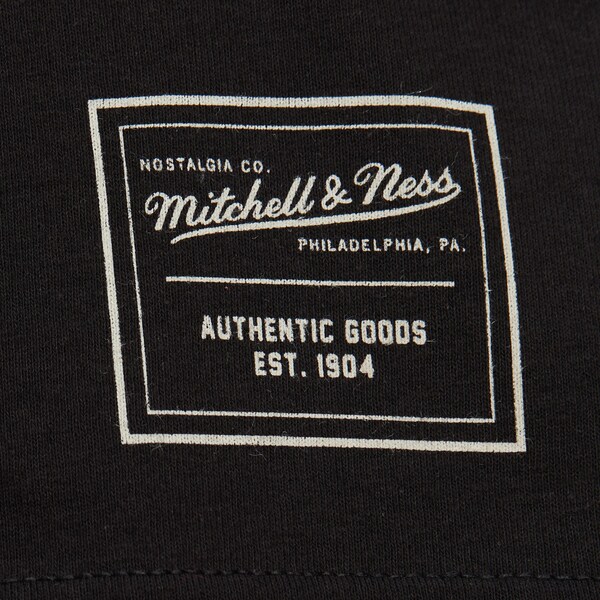 NOSTALGIA CO.
Mitchell & Ness
PHILADELPHIA, PA.
AUTHENTIC GOODS
EST. 1904